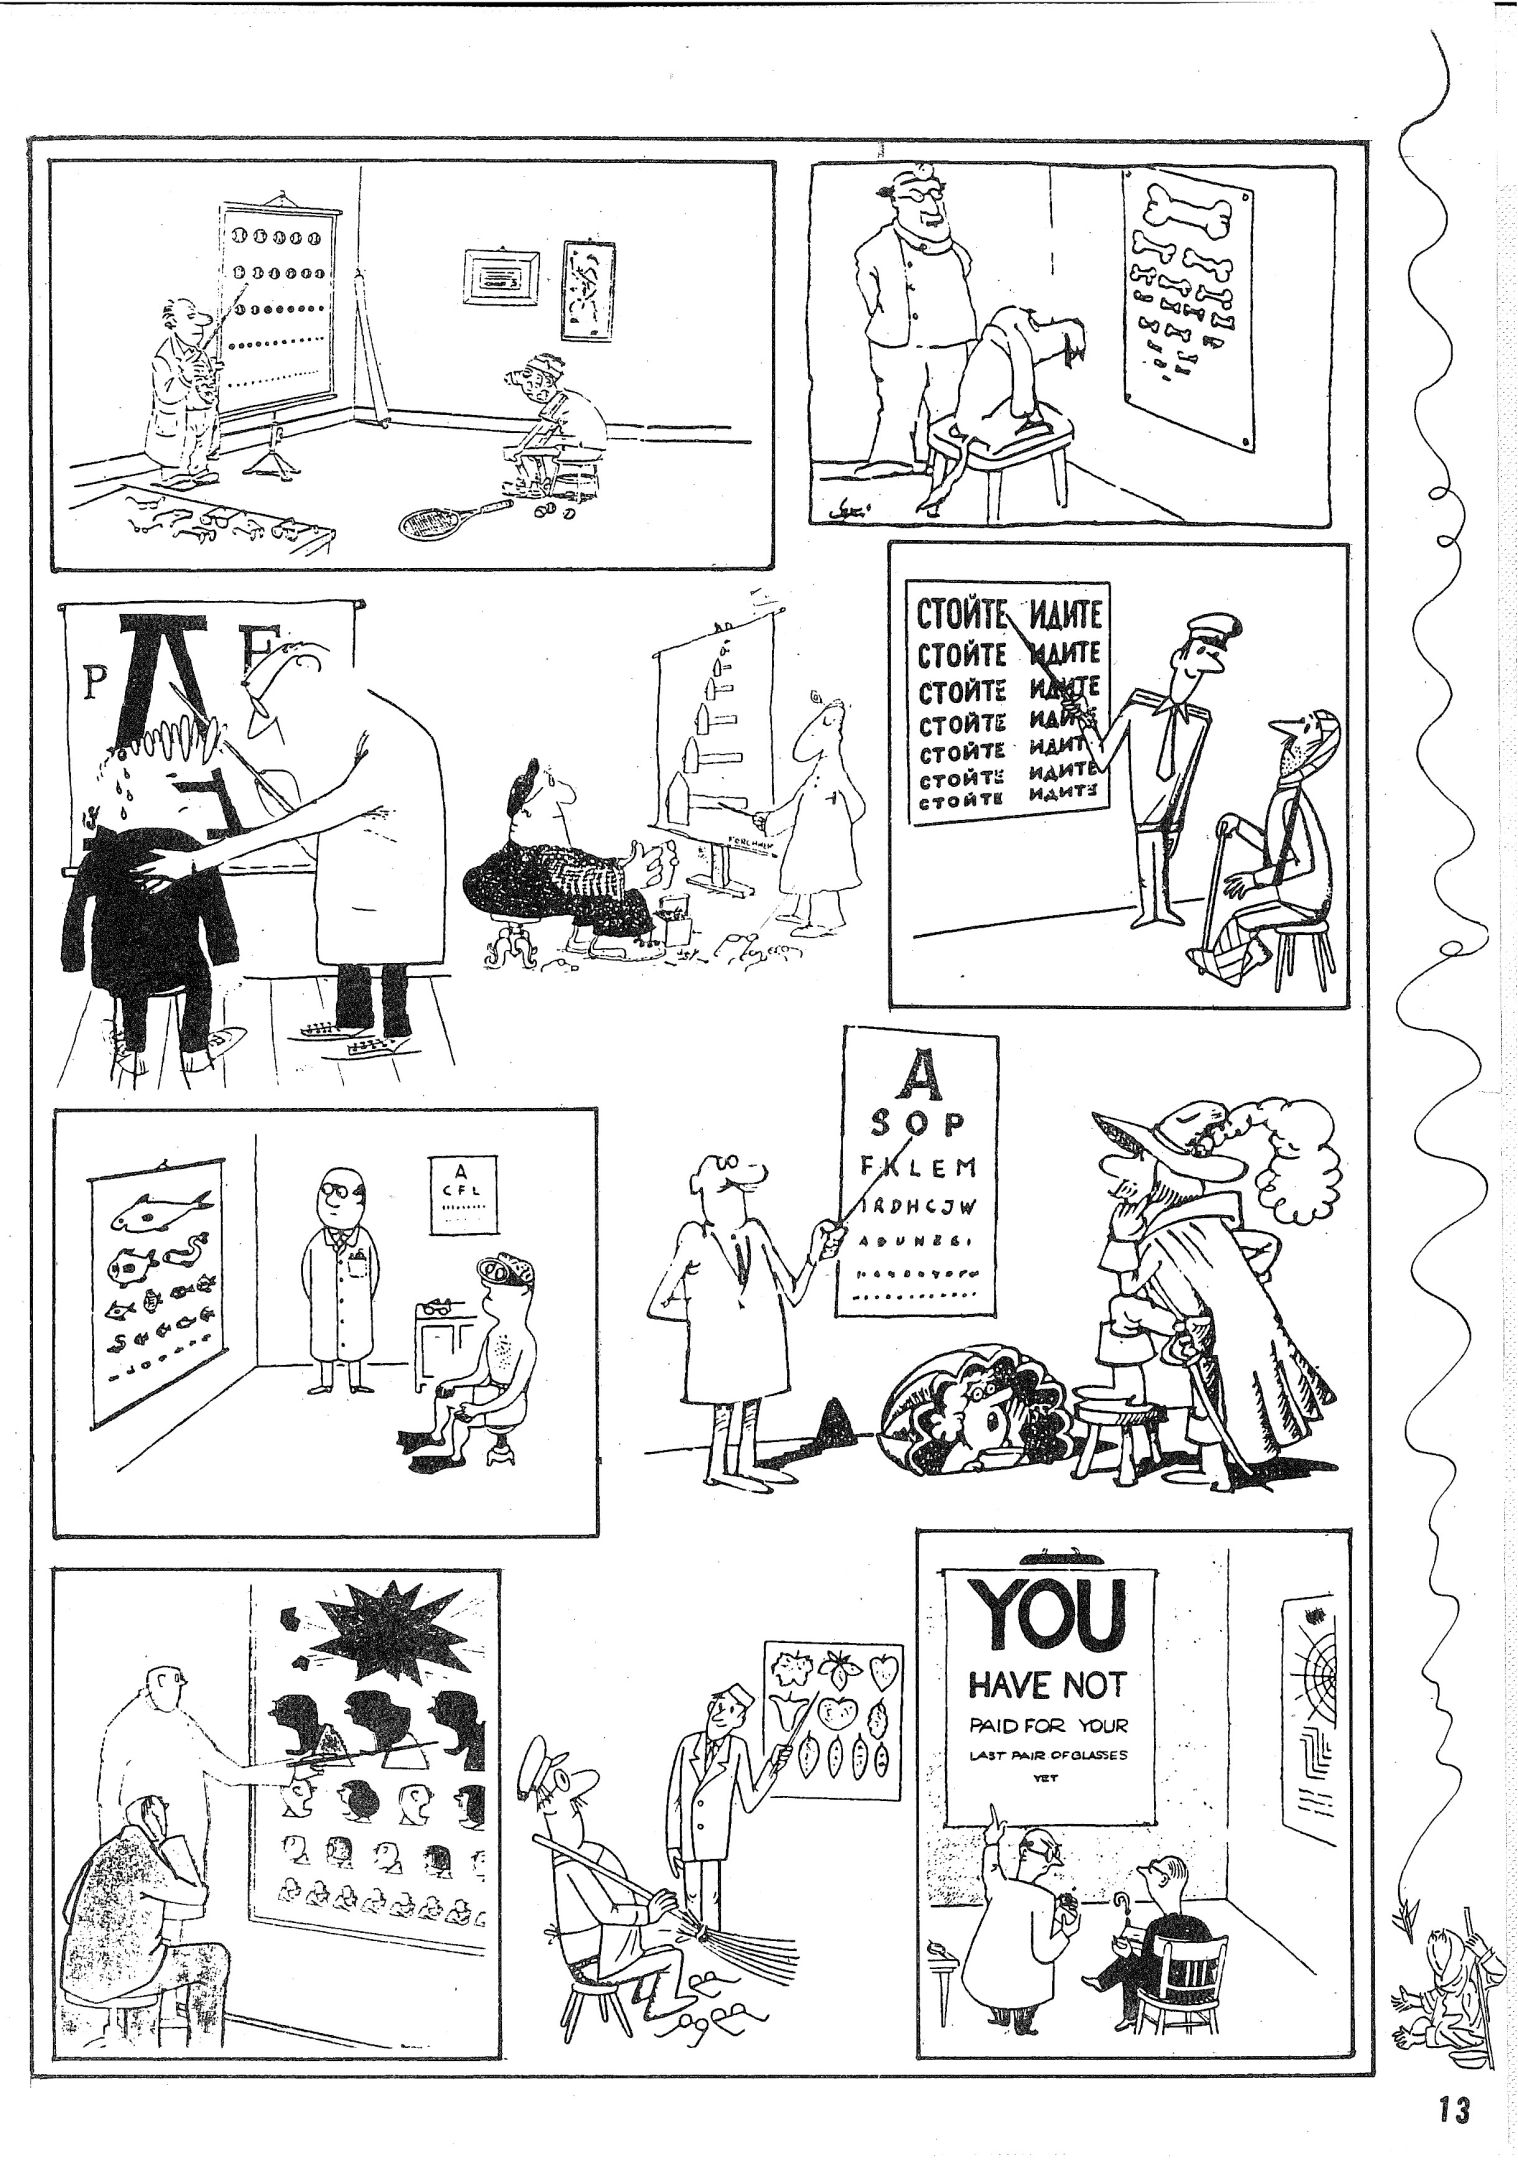 P
A
F
СТОЙТЕ ИДИТЕ
СТОЙТЕ ИДИТЕ
СТОЙТЕ ИДИТЕ
СТОЙТЕ ИДИТЕ
СТОЙТЕ ИДИТЕ
СТОЙТЕ ИДИТЕ
СТОЙТЕ ИДИТЕ
A
C F L
A
S O P
F K L E M
I R D H C J W
YOU
HAVE NOT
PAID FOR YOUR
LAST PAIR OF GLASSES
YET
13